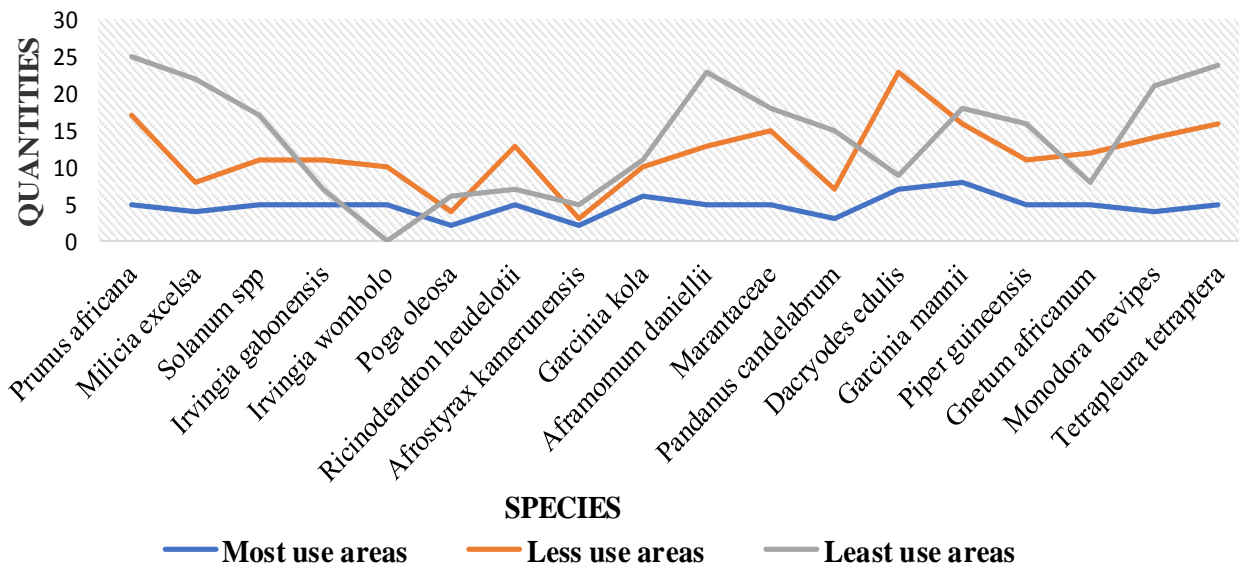 30
25
20
15
10
5
0
QUANTITIES
Prunus africana
Milicia excelsa
Solanum spp
Irvingia gabonensis
Irvingia wombolo
Poga oleosa
Ricinodendron heudelotii
Afrostyrax kamerunensis
Garcinia kola
Aframomum daniellii
Marantaceae
Pandanus candelabrum
Dacryodes edulis
Garcinia mannii
Piper guineensis
Gnetum africanum
Monodora brevipes
Tetrapleura tetraptera
SPECIES
Most use areas
Less use areas
Least use areas